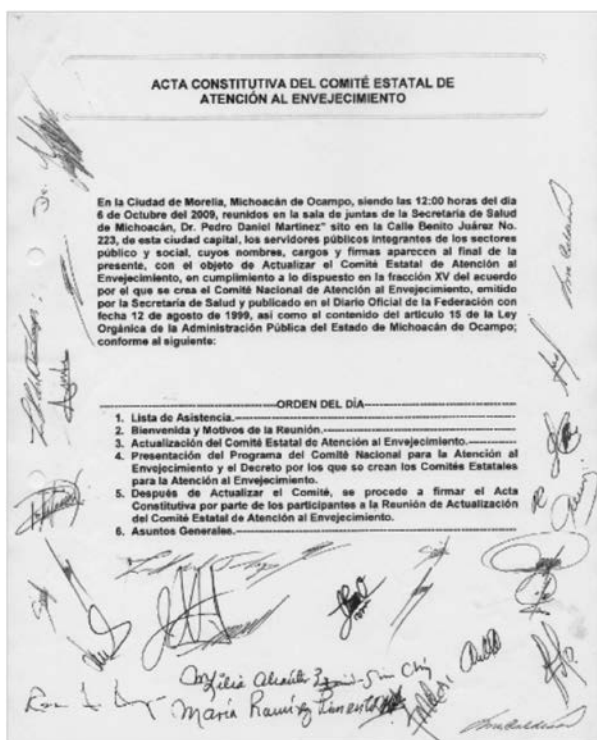 ACTA CONSTITUTIVA DEL COMITÉ ESTATAL DE
ATENCIÓN AL ENVEJECIMIENTO
En la Ciudad de Morelia, Michoacán de Ocampo, siendo las 12:00 horas del día
6 de Octubre del 2009, reunidos en la sala de juntas de la Secretaría de Salud
de Michoacán, Dr. Pedro Daniel Martínez" sito en la Calle Benito Juárez No.
223, de esta ciudad capital, los servidores públicos integrantes de los sectores
público y social, cuyos nombres, cargos y firmas aparecen al final de la
presente, con el objeto de Actualizar el Comité Estatal de Atención al
Envejecimiento, en cumplimiento a lo dispuesto en la fracción XV del acuerdo
por el que se crea el Comité Nacional de Atención al Envejecimiento, emitido
por la Secretaría de Salud y publicado en el Diario Oficial de la Federación con
fecha 12 de agosto de 1999, así como el contenido del artículo 15 de la Ley
Orgánica de la Administración Pública del Estado de Michoacán de Ocampo;
conforme al siguiente:
ORDEN DEL DÍA
1. Lista de Asistencia.
2. Bienvenida y Motivos de la Reunión.
3. Actualización del Comité Estatal de Atención al Envejecimiento.
4. Presentación del Programa del Comité Nacional para la Atención al
Envejecimiento y el Decreto por los que se crean los Comités Estatales
para la Atención al Envejecimiento.
5. Después de Actualizar el Comité, se procede a firmar el Acta
Constitutiva por parte de los participantes a la Reunión de Actualización
del Comité Estatal de Atención al Envejecimiento.
6. Asuntos Generales.
María Ramírez Pimentel